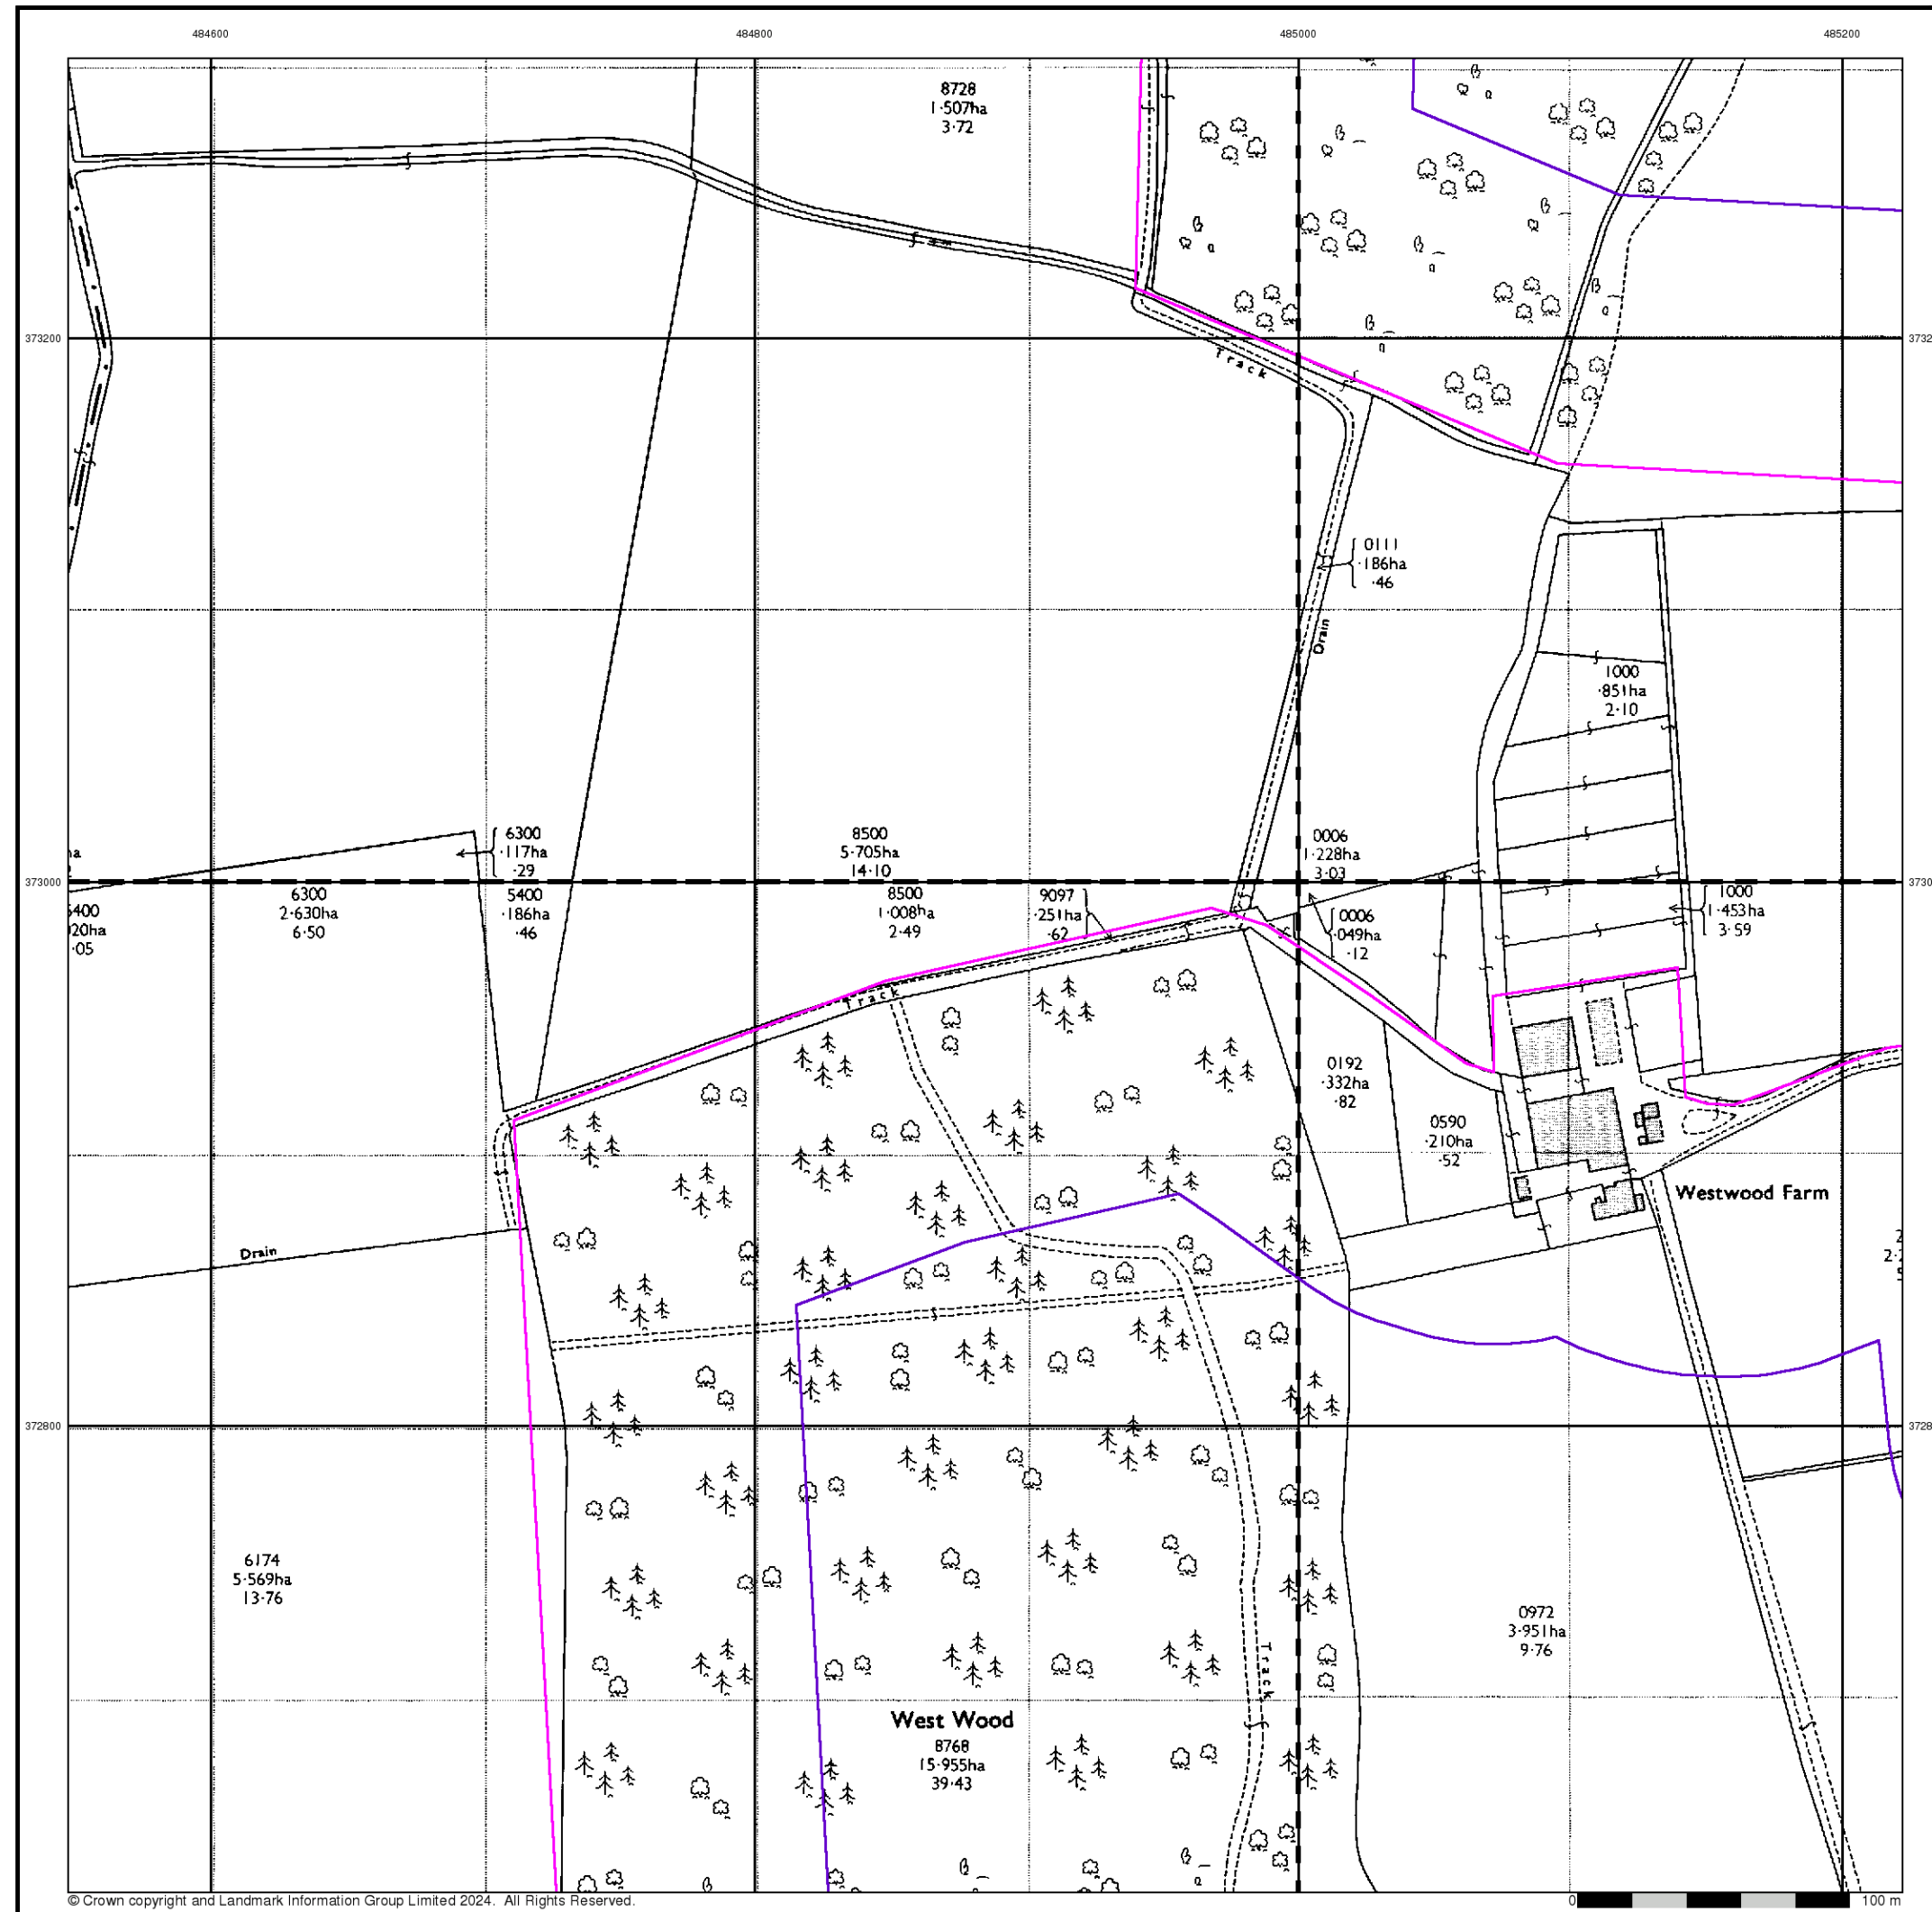 484600
484800
485000
485200
8728
1·507ha
3·72
373200
Track
0111
·186ha
·46
Drain
1000
·851ha
2·10
6300
·117ha
·29
8500
5·705ha
14·10
0006
1·228ha
3·03
373000
6300
2·630ha
6·50
5400
·186ha
·46
8500
1·008ha
2·49
9097
·251ha
·62
0006
·049ha
·12
1000
1·453ha
3·59
Track
0192
·332ha
·82
0590
·210ha
·52
Westwood Farm
Drain
372800
6174
5·569ha
13·76
0972
3·951ha
9·76
Track
West Wood
8768
15·955ha
39·43
© Crown copyright and Landmark Information Group Limited 2024. All Rights Reserved.
0 100 m